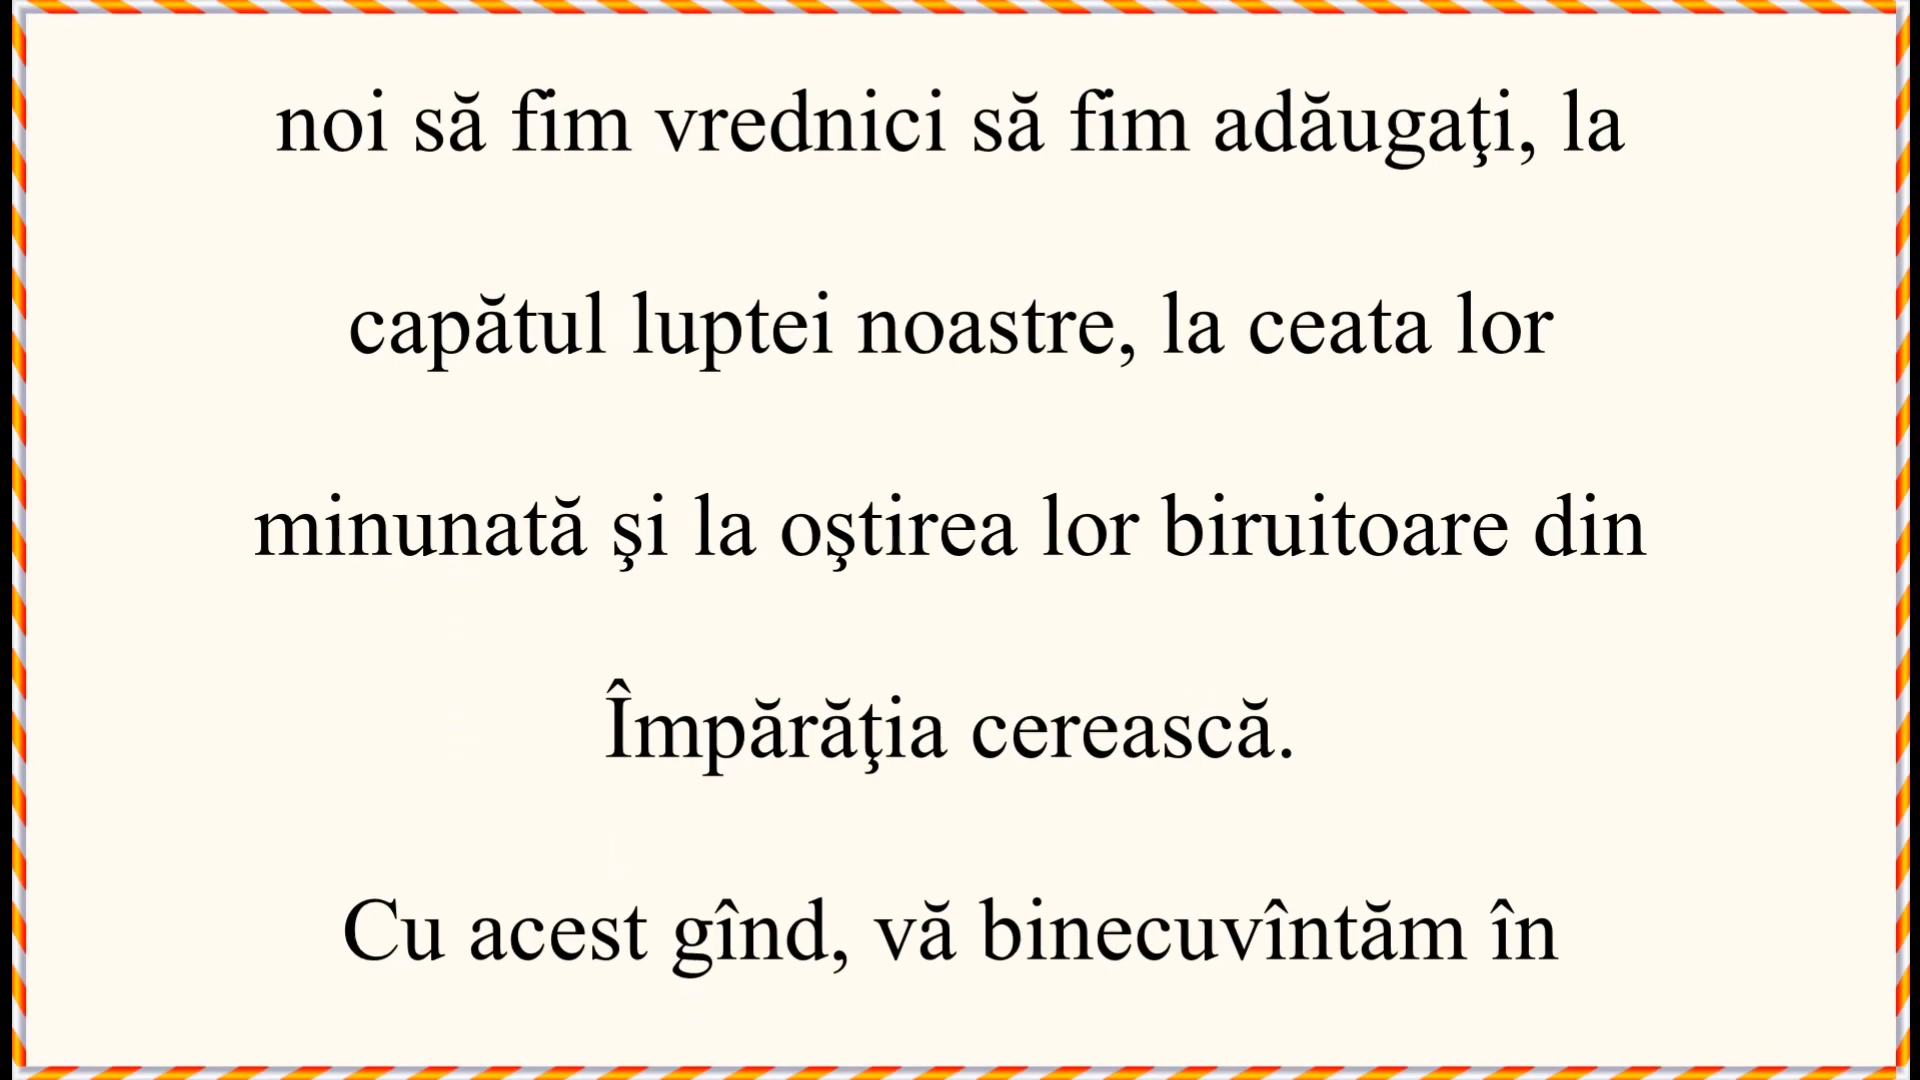 noi să fim vrednici să fim adăugaţi, la
capătul luptei noastre, la ceata lor
minunată şi la oştirea lor biruitoare din
Împărăţia cerească.
Cu acest gînd, vă binecuvîntăm în